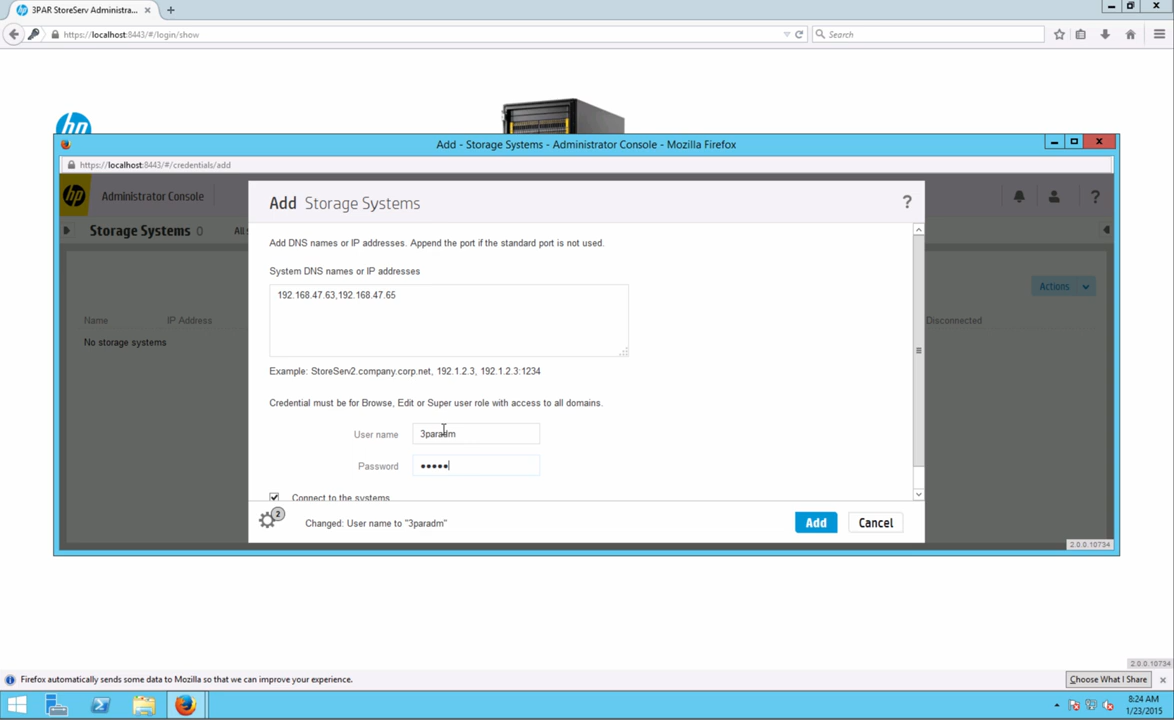 3PAR StoreServ Administra...
https://localhost:8443/#/login/show
Search
hp
Add - Storage Systems - Administrator Console - Mozilla Firefox
https://localhost:8443/#/credentials/add
hp Administrator Console ?
Storage Systems 0
Actions
Name IP Address Disconnected
No storage systems
Add Storage Systems ?
Add DNS names or IP addresses. Append the port if the standard port is not used.
System DNS names or IP addresses
192.168.47.63,192.168.47.65
Example: StoreServ2.company.corp.net, 192.1.2.3, 192.1.2.3:1234
Credential must be for Browse, Edit or Super user role with access to all domains.
User name 3paradm
Password •••••
Connect to the systems
2 Changed: User name to "3paradm" Add Cancel
2.0.0.10734
2.0.0.10734
Firefox automatically sends some data to Mozilla so that we can improve your experience. Choose What I Share
8:24 AM
1/23/2015